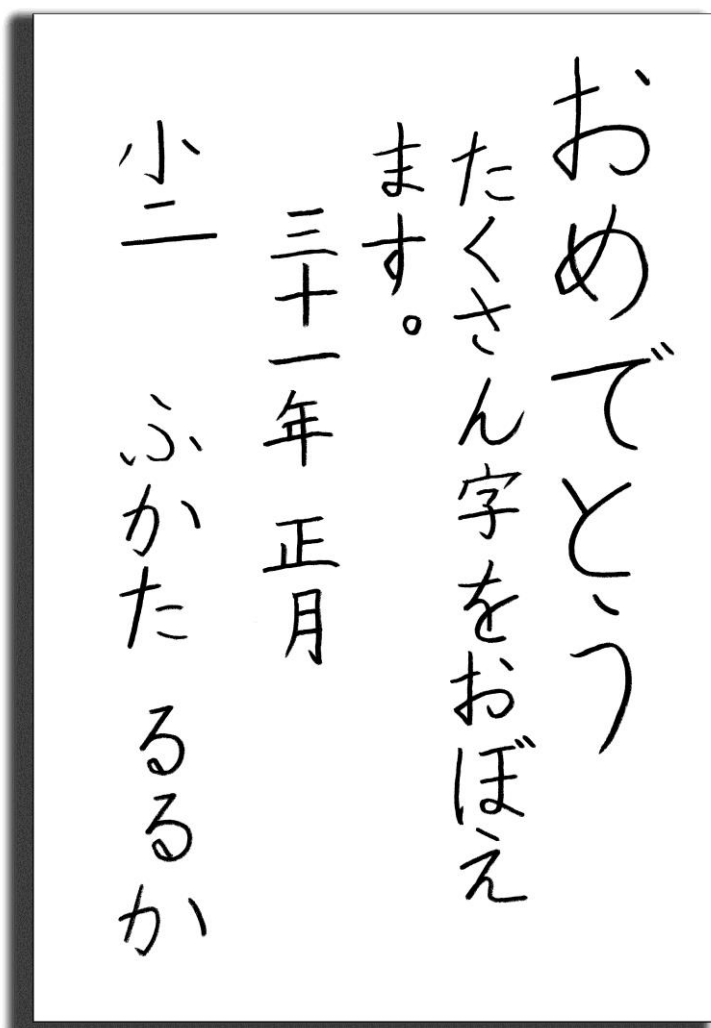 おめでとう
たくさん字をおぼえ
ます。
三十一年 正月
小二 ふかた るるか